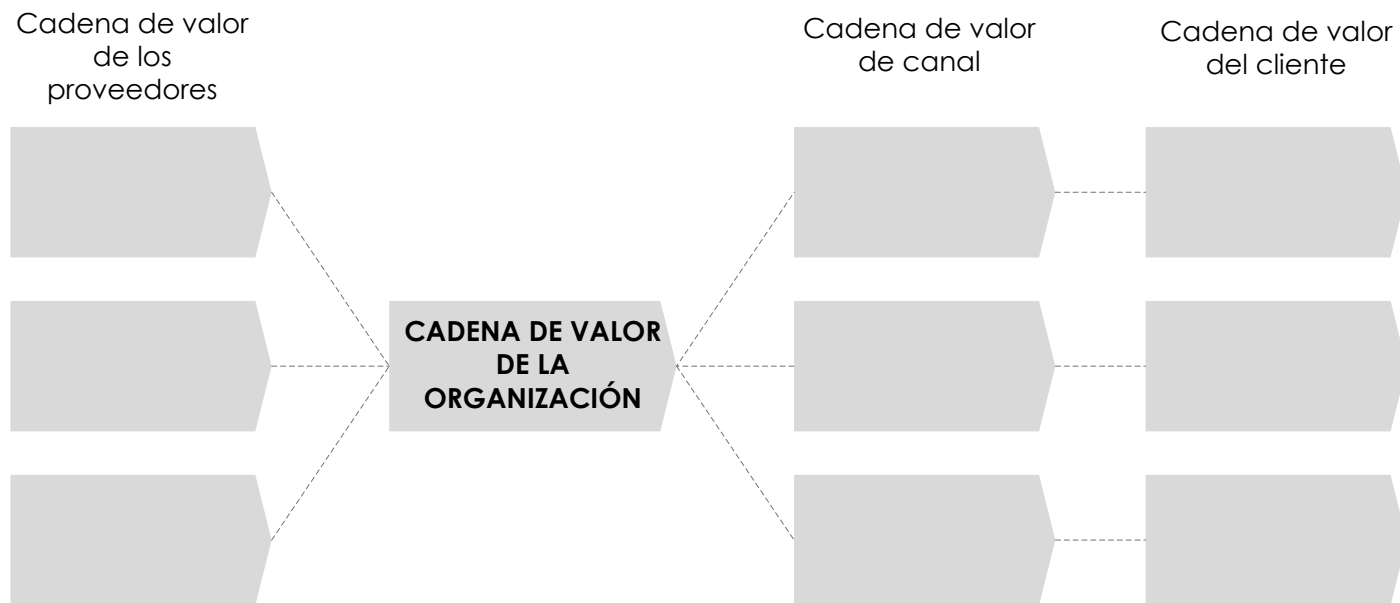 Cadena de valor
de los
proveedores
Cadena de valor
de canal
Cadena de valor
del cliente
CADENA DE VALOR
DE LA
ORGANIZACIÓN